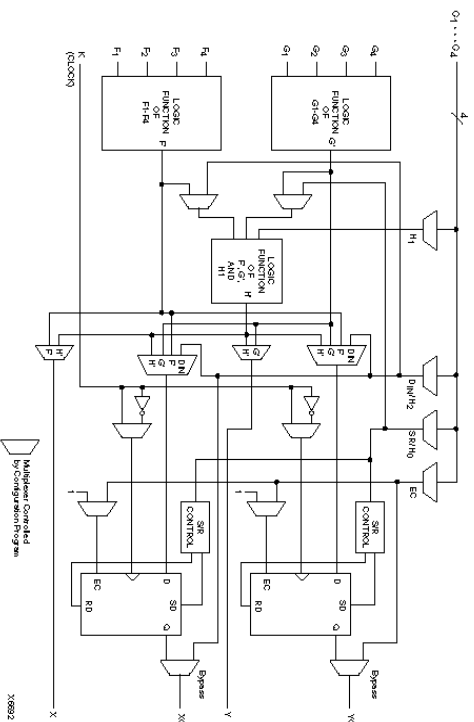 C1 • • • C4
4
H1
DIN/H2
SR/H0
EC
G4
G3
G2
G1
LOGIC
FUNCTION
OF
G1-G4
G'
F4
F3
F2
F1
LOGIC
FUNCTION
OF
F1-F4
F'
K
(CLOCK)
LOGIC
FUNCTION
OF
F', G',
AND
H1
H'
DIN
F'
G'
H'
G'
H'
DIN
F'
G'
H'
H'
F'
S/R
CONTROL
1
SD
D
Q
EC
RD
Bypass
YQ
Y
S/R
CONTROL
1
SD
D
Q
EC
RD
Bypass
XQ
X
Multiplexer Controlled
by Configuration Program
X6692